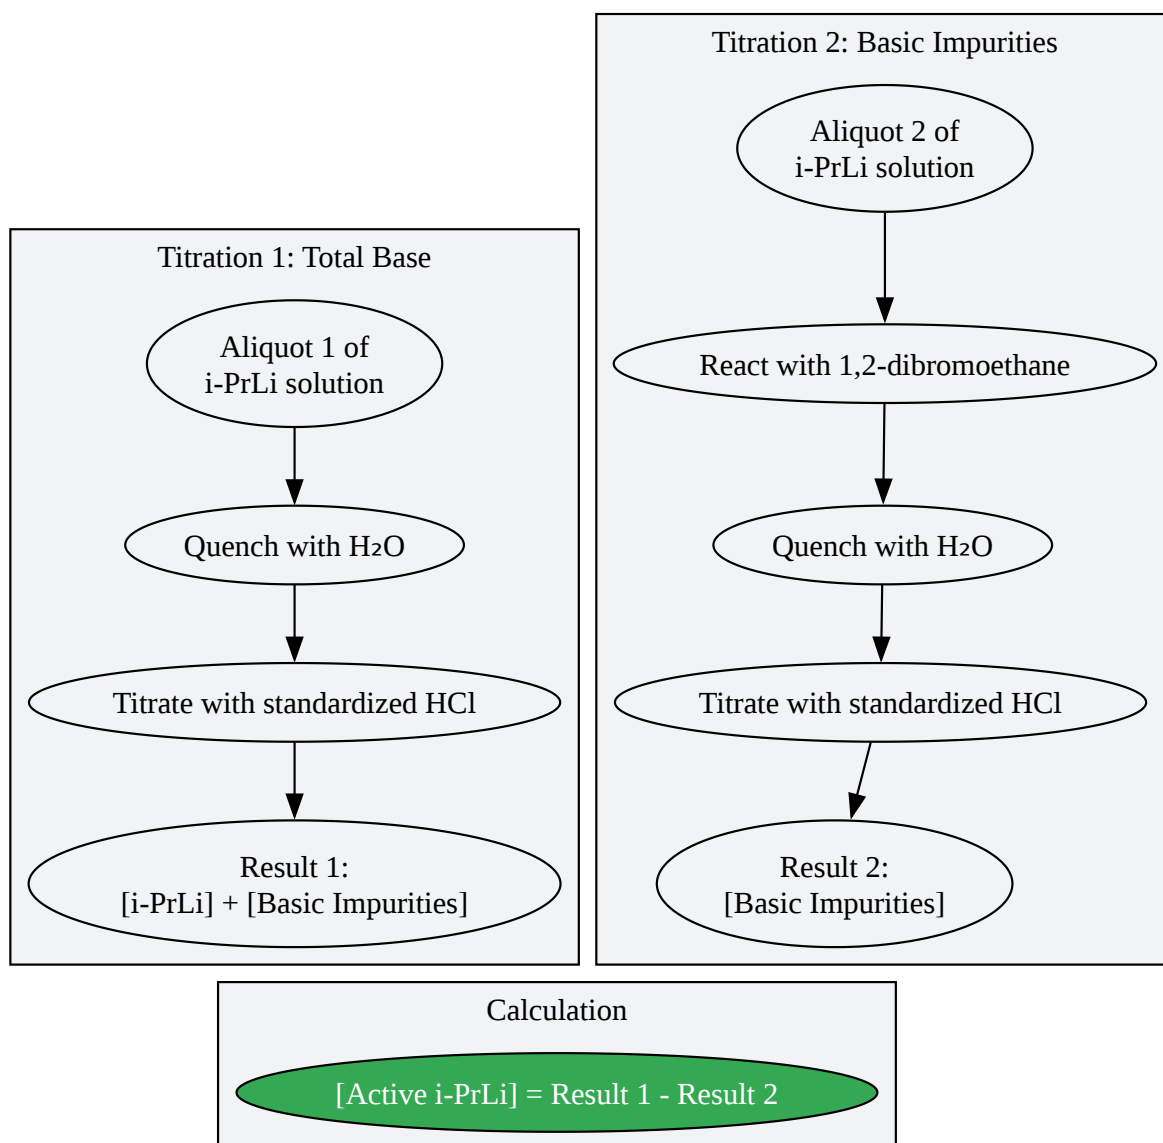 Titration 1: Total Base
Aliquot 1 of
i-PrLi solution
Quench with H₂O
Titrate with standardized HCl
Result 1:
[i-PrLi] + [Basic Impurities]
Titration 2: Basic Impurities
Aliquot 2 of
i-PrLi solution
React with 1,2-dibromoethane
Quench with H₂O
Titrate with standardized HCl
Result 2:
[Basic Impurities]
Calculation
[Active i-PrLi] = Result 1 - Result 2